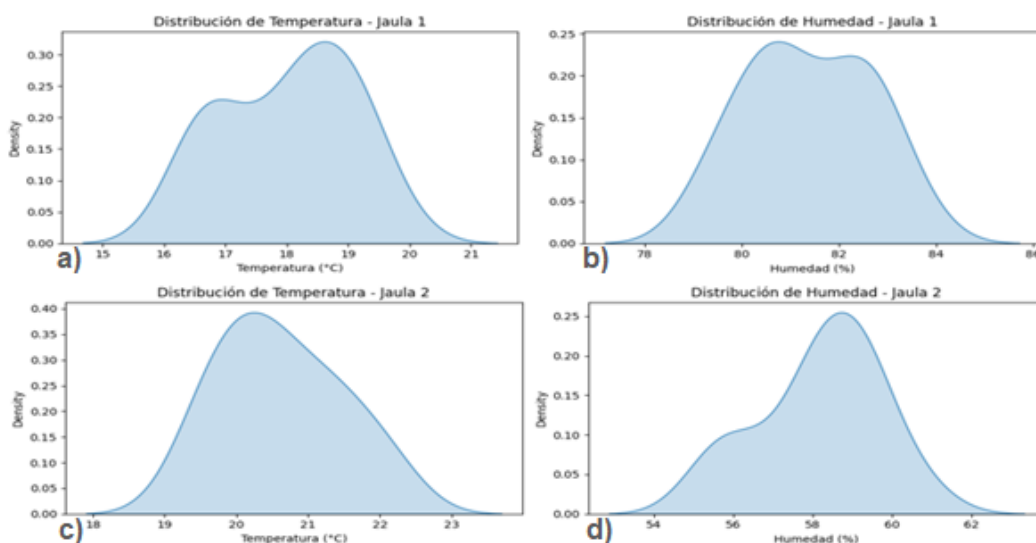 Distribución de Temperatura - Jaula 1
0.30
0.25
0.20
0.15
0.10
0.05
0.00
Density
15 16 17 18 19 20 21
Temperatura (°C)
a)
Distribución de Humedad - Jaula 1
0.25
0.20
0.15
0.10
0.05
0.00
Density
78 80 82 84
Humedad (%)
b)
Distribución de Temperatura - Jaula 2
0.40
0.35
0.30
0.25
0.20
0.15
0.10
0.05
0.00
Density
18 19 20 21 22 23
Temperatura (°C)
c)
Distribución de Humedad - Jaula 2
0.25
0.20
0.15
0.10
0.05
0.00
Density
54 56 58 60 62
Humedad (%)
d)